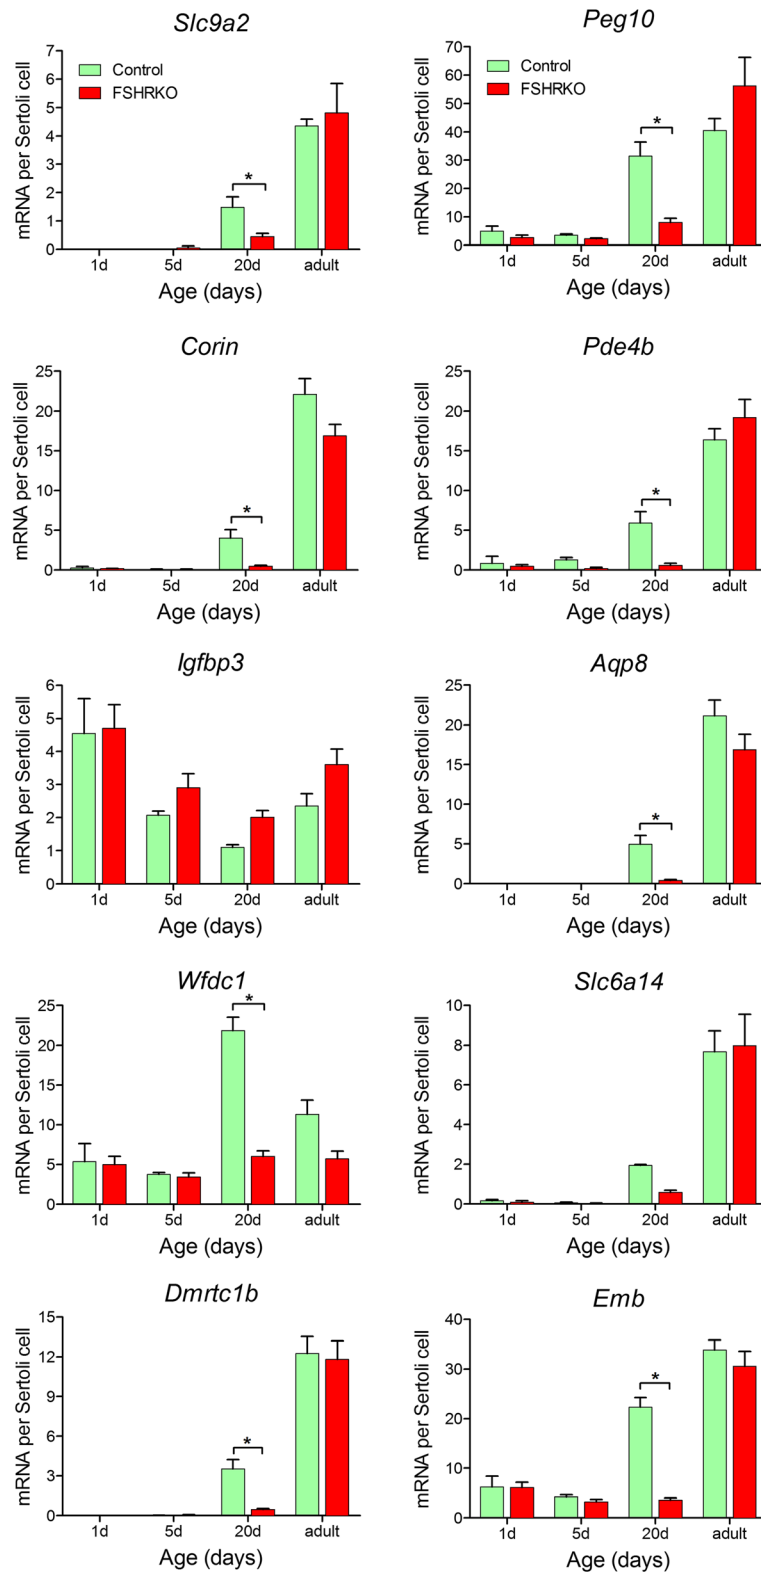 Slc9a2
mRNA per Sertoli cell
7
6
5
4
3
2
1
0
Control
FSHRKO
*
1d 5d 20d adult
Age (days)
Peg10
mRNA per Sertoli cell
70
60
50
40
30
20
10
0
Control
FSHRKO
*
1d 5d 20d adult
Age (days)
Corin
mRNA per Sertoli cell
25
20
15
10
5
0
*
1d 5d 20d adult
Age (days)
Pde4b
mRNA per Sertoli cell
25
20
15
10
5
0
*
1d 5d 20d adult
Age (days)
Igfbp3
mRNA per Sertoli cell
6
5
4
3
2
1
0
1d 5d 20d adult
Age (days)
Aqp8
mRNA per Sertoli cell
25
20
15
10
5
0
*
1d 5d 20d adult
Age (days)
Wfdc1
mRNA per Sertoli cell
25
20
15
10
5
0
*
1d 5d 20d adult
Age (days)
Slc6a14
mRNA per Sertoli cell
10
8
6
4
2
0
1d 5d 20d adult
Age (days)
Dmrtc1b
mRNA per Sertoli cell
15
12
9
6
3
0
*
1d 5d 20d adult
Age (days)
Emb
mRNA per Sertoli cell
40
30
20
10
0
*
1d 5d 20d adult
Age (days)